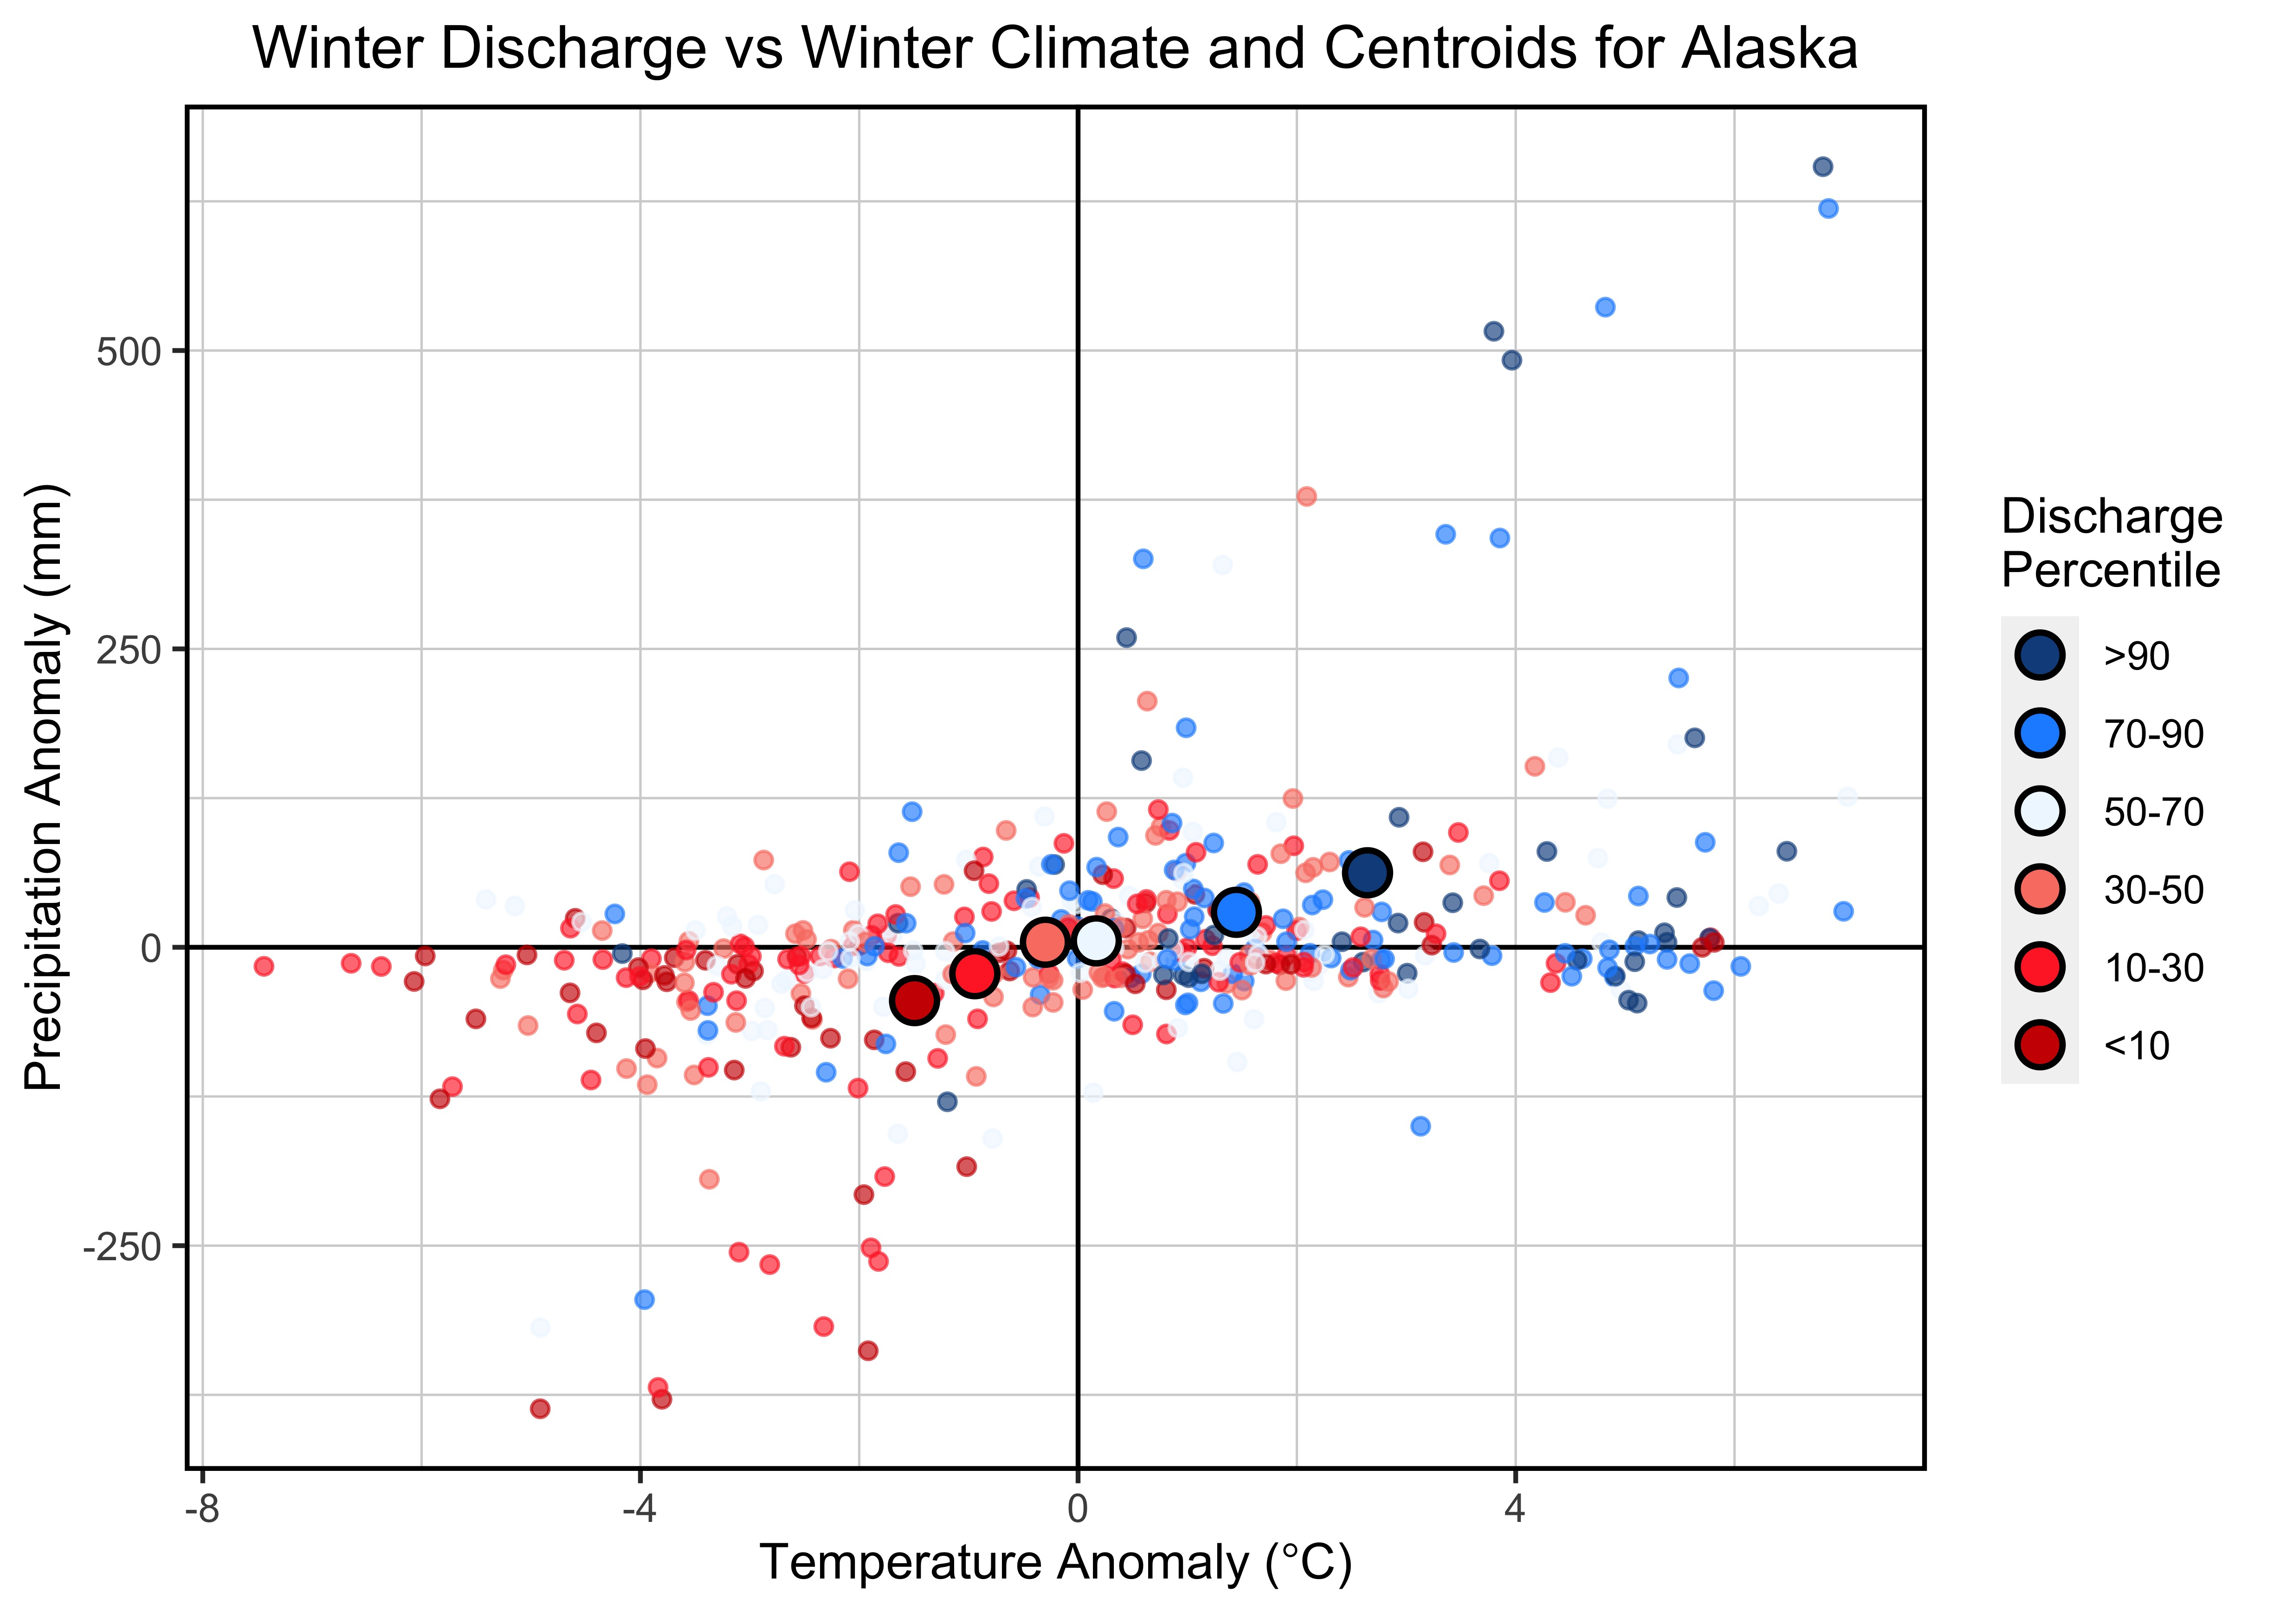 Winter Discharge vs Winter Climate and Centroids for Alaska
Precipitation Anomaly (mm)
500
250
0
-250
-8
-4
0
4
Temperature Anomaly (°C)
Discharge
Percentile
>90
70-90
50-70
30-50
10-30
<10